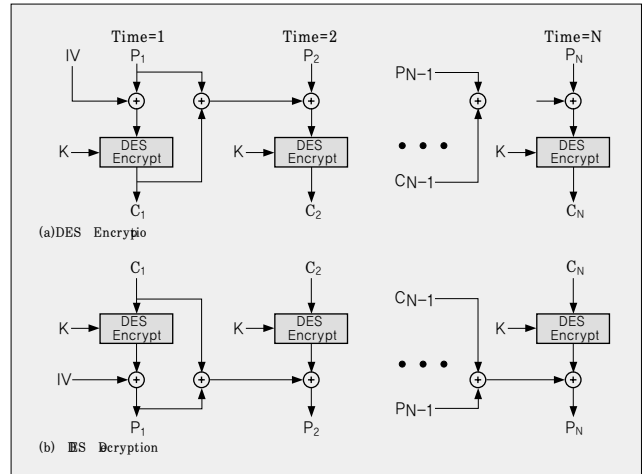 Time=1 Time=2 Time=N
IV P1 P2 PN
PN−1
K DES Encrypt K DES Encrypt K DES Encrypt
CN−1
C1 C2 CN
(a)DES Encryptio
C1 C2 CN
CN−1
K DES Encrypt K DES Encrypt K DES Encrypt
IV
PN−1
P1 P2 PN
(b)